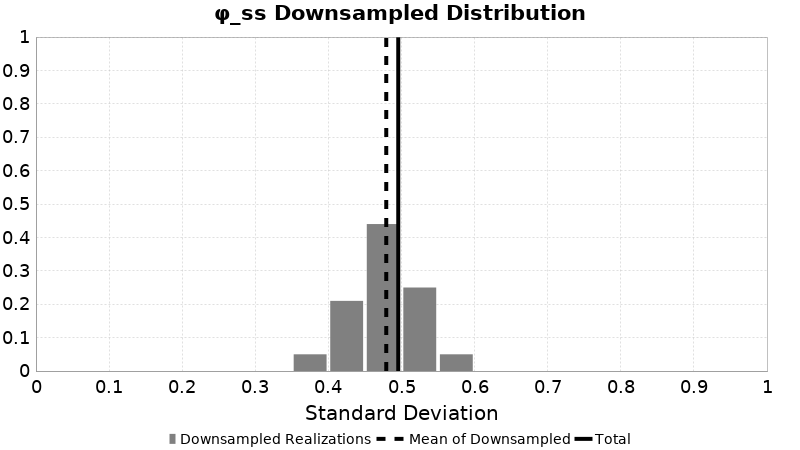 φ_ss Downsampled Distribution
1
0.9
0.8
0.7
0.6
0.5
0.4
0.3
0.2
0.1
0
0 0.1 0.2 0.3 0.4 0.5 0.6 0.7 0.8 0.9 1
Standard Deviation
Downsampled Realizations Mean of Downsampled Total